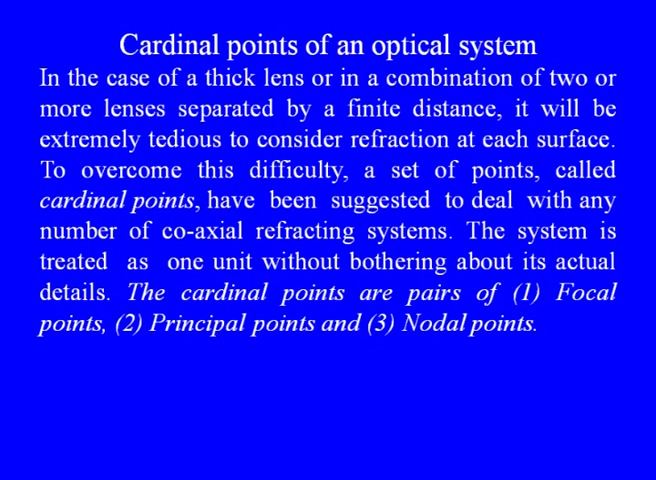 Cardinal points of an optical system
In the case of a thick lens or in a combination of two or
more lenses separated by a finite distance, it will be
extremely tedious to consider refraction at each surface.
To overcome this difficulty, a set of points, called
cardinal points, have been suggested to deal with any
number of co-axial refracting systems. The system is
treated as one unit without bothering about its actual
details. The cardinal points are pairs of (1) Focal
points, (2) Principal points and (3) Nodal points.